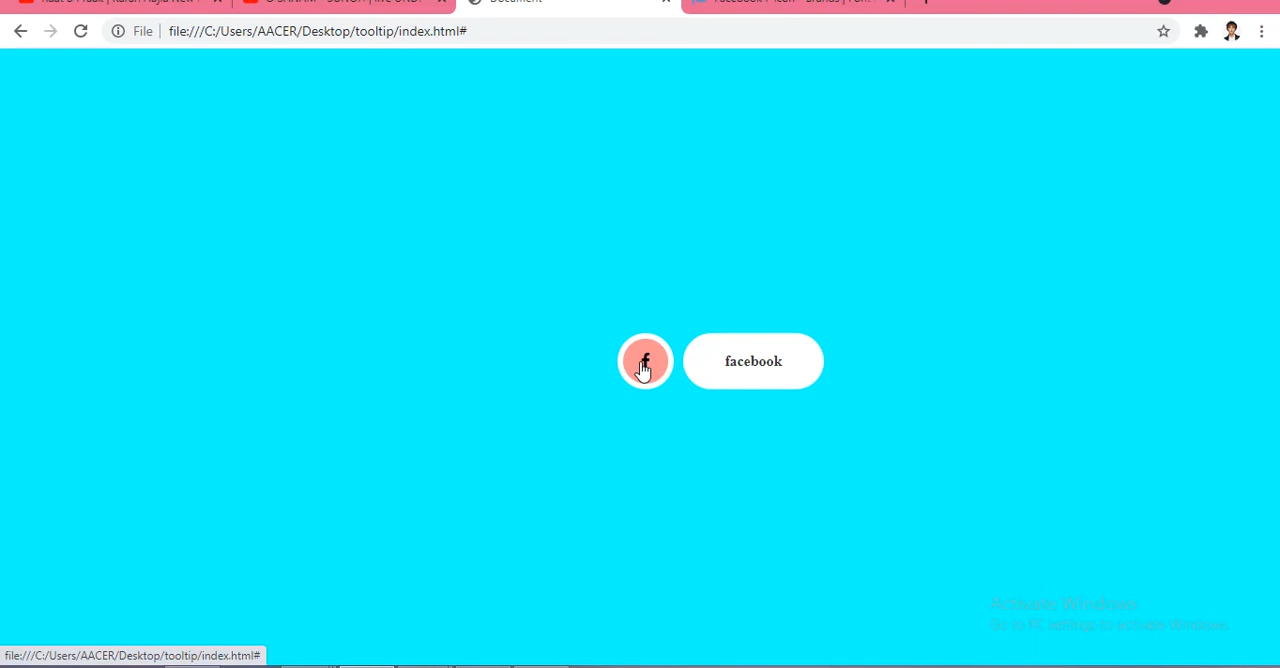 Document
File
file:///C:/Users/AACER/Desktop/tooltip/index.html#
f
facebook
Activate Windows
Go to PC settings to activate Windows.
file:///C:/Users/AACER/Desktop/tooltip/index.html#